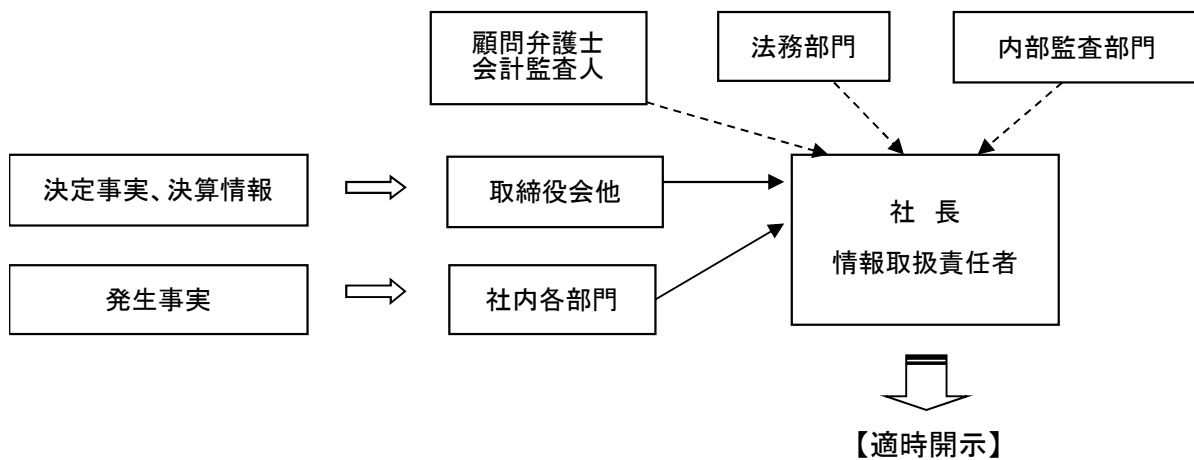 顧問弁護士
会計監査人
法務部門
内部監査部門
決定事実、決算情報
取締役会他
社 長
情報取扱責任者
発生事実
社内各部門
【適時開示】